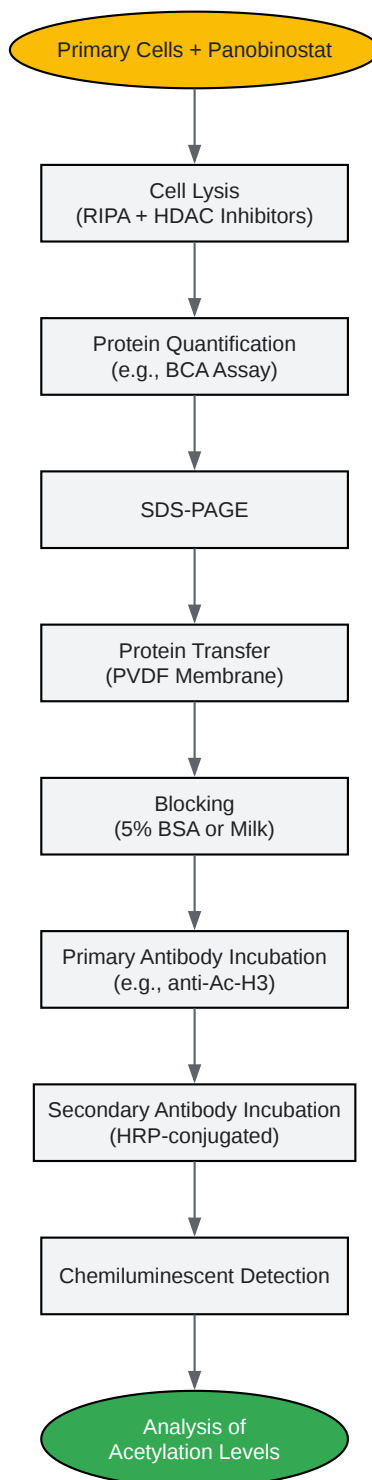 Primary Cells + Panobinostat
Cell Lysis
(RIPA + HDAC Inhibitors)
Protein Quantification
(e.g., BCA Assay)
SDS-PAGE
Protein Transfer
(PVDF Membrane)
Blocking
(5% BSA or Milk)
Primary Antibody Incubation
(e.g., anti-Ac-H3)
Secondary Antibody Incubation
(HRP-conjugated)
Chemiluminescent Detection
Analysis of
Acetylation Levels